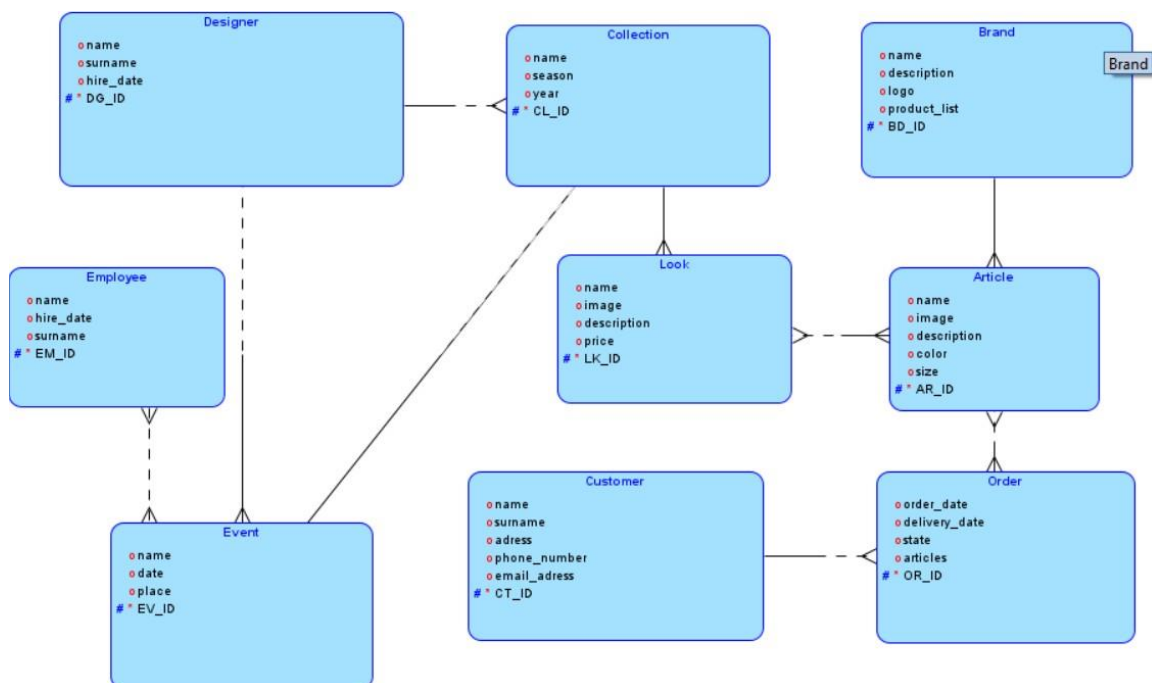 Designer
o name
o surname
o hire_date
# * DG_ID
Collection
o name
o season
o year
# * CL_ID
Brand
o name
o description
o logo
o product_list
# * BD_ID
Brand
Employee
o name
o hire_date
o surname
# * EM_ID
Look
o name
o image
o description
o price
# * LK_ID
Article
o name
o image
o description
o color
o size
# * AR_ID
Event
o name
o date
o place
# * EV_ID
Customer
o name
o surname
o adress
o phone_number
o email_adress
# * CT_ID
Order
o order_date
o delivery_date
o state
o articles
# * OR_ID